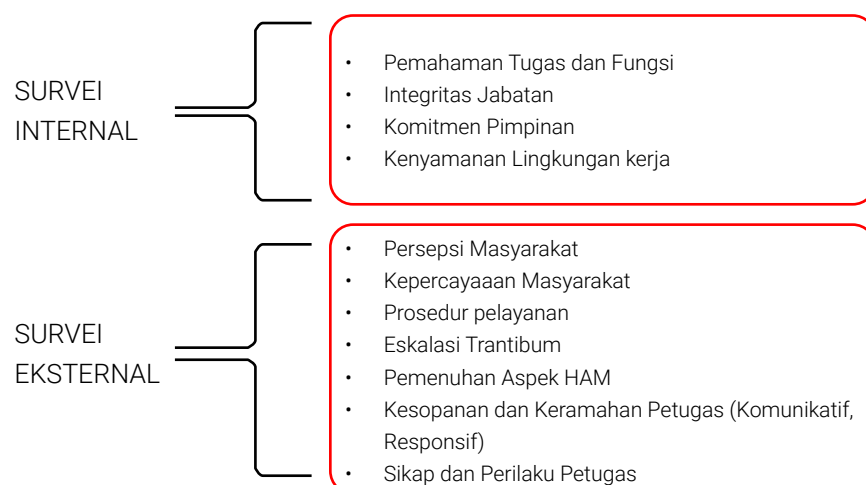 SURVEI
INTERNAL
• Pemahaman Tugas dan Fungsi
• Integritas Jabatan
• Komitmen Pimpinan
• Kenyamanan Lingkungan kerja
SURVEI
EKSTERNAL
• Persepsi Masyarakat
• Kepercayaaan Masyarakat
• Prosedur pelayanan
• Eskalasi Trantibum
• Pemenuhan Aspek HAM
• Kesopanan dan Keramahan Petugas (Komunikatif,
Responsif)
• Sikap dan Perilaku Petugas